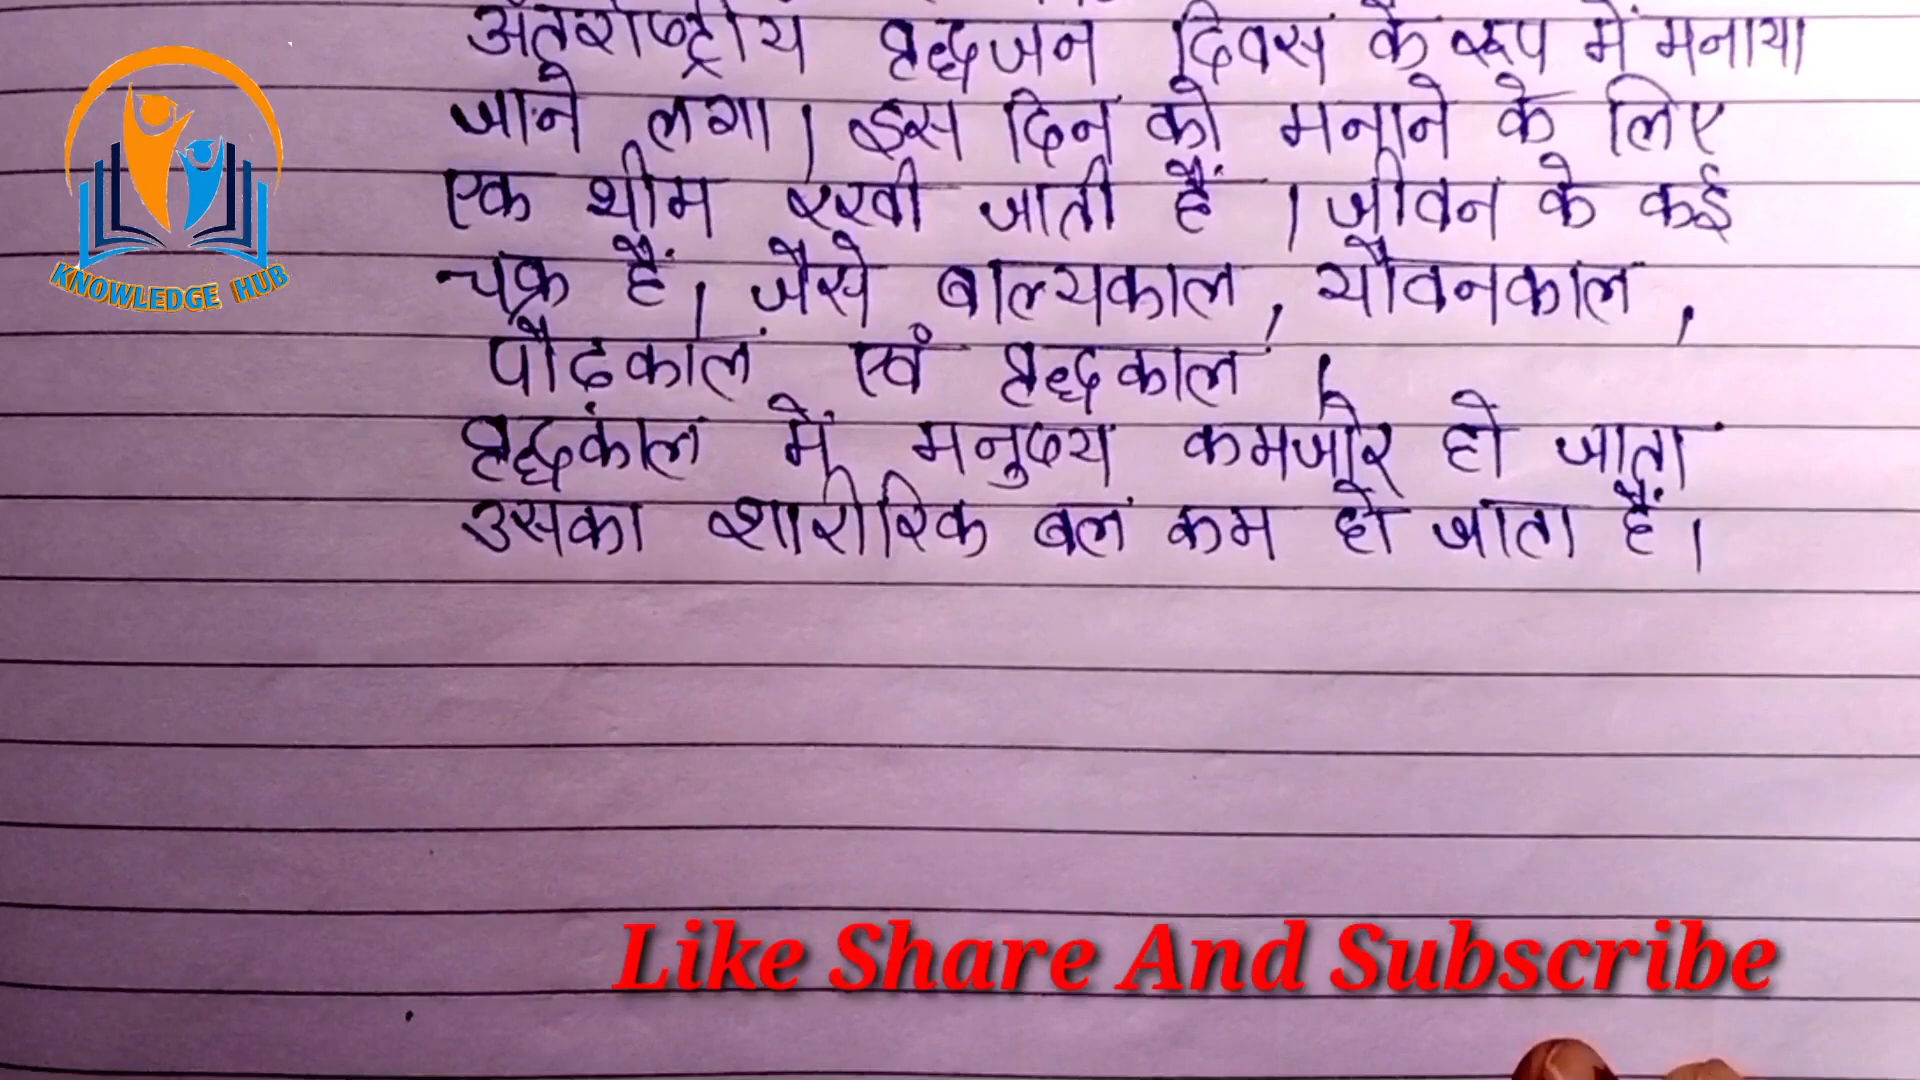 अंतर्राष्ट्रीय वृद्धजन दिवस के रूप में मनाया
जाने लगा। इस दिन को मनाने के लिए
एक थीम रखी जाती हैं । जीवन के कई
चक्र हैं। जैसे बाल्यकाल, यौवनकाल,
पौढ़काल एवं वृद्धकाल ।
वृद्धकाल में मनुष्य कमजोर हो जाता
उसका शारीरिक बल कम हो जाता हैं।
KNOWLEDGE HUB
Like Share And Subscribe